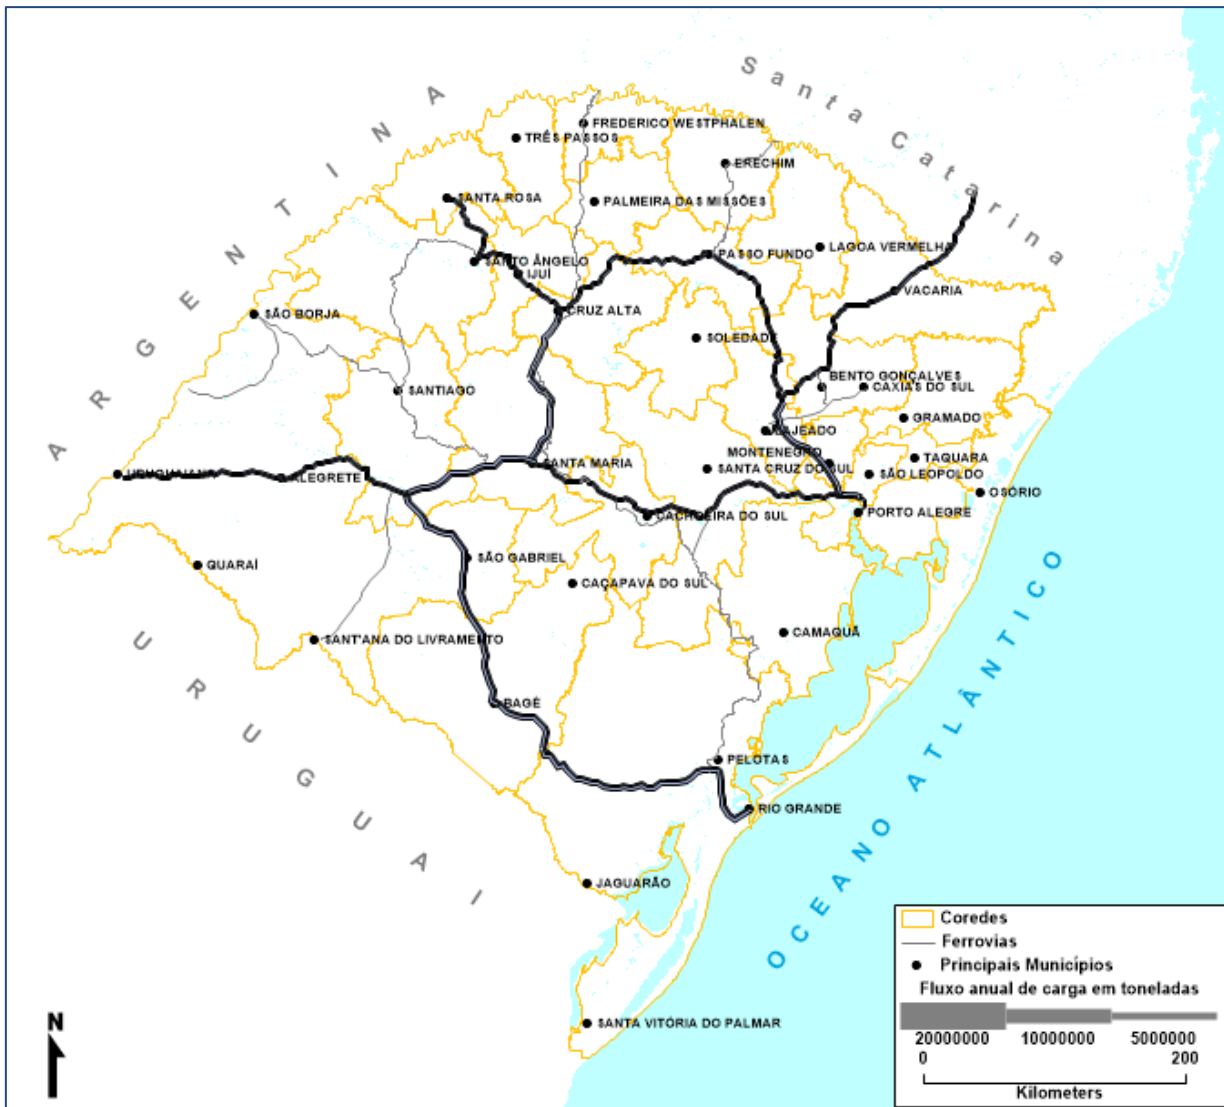 Santa Catarina
ARGENTINA
FREDERICO WESTPHALEN
TRÊS PASSOS
ERECHIM
SANTA ROSA
PALMEIRA DAS MISSÕES
LAGOA VERMELHA
PASSO FUNDO
SANTO ÂNGELO
IJUÍ
VACARIA
SÃO BORJA
CRUZ ALTA
SOLEDADE
BENTO GONÇALVES
CAXIAS DO SUL
SANTIAGO
GRAMADO
LAJEADO
MONTENEGRO
TAQUARA
SANTA MARIA
SANTA CRUZ DO SUL
SÃO LEOPOLDO
URUGUAIANA
ALEGRETE
OSÓRIO
CACHOEIRA DO SUL
PORTO ALEGRE
SÃO GABRIEL
QUARAÍ
CAÇAPAVA DO SUL
CAMAQUÃ
SANT'ANA DO LIVRAMENTO
URUGUAI
BAGÉ
PELOTAS
RIO GRANDE
OCEANO ATLÂNTICO
JAGUARÃO
SANTA VITÓRIA DO PALMAR
N
Coredes
Ferrovias
Principais Municípios
Fluxo anual de carga em toneladas
20000000 10000000 5000000
0 200
Kilometers